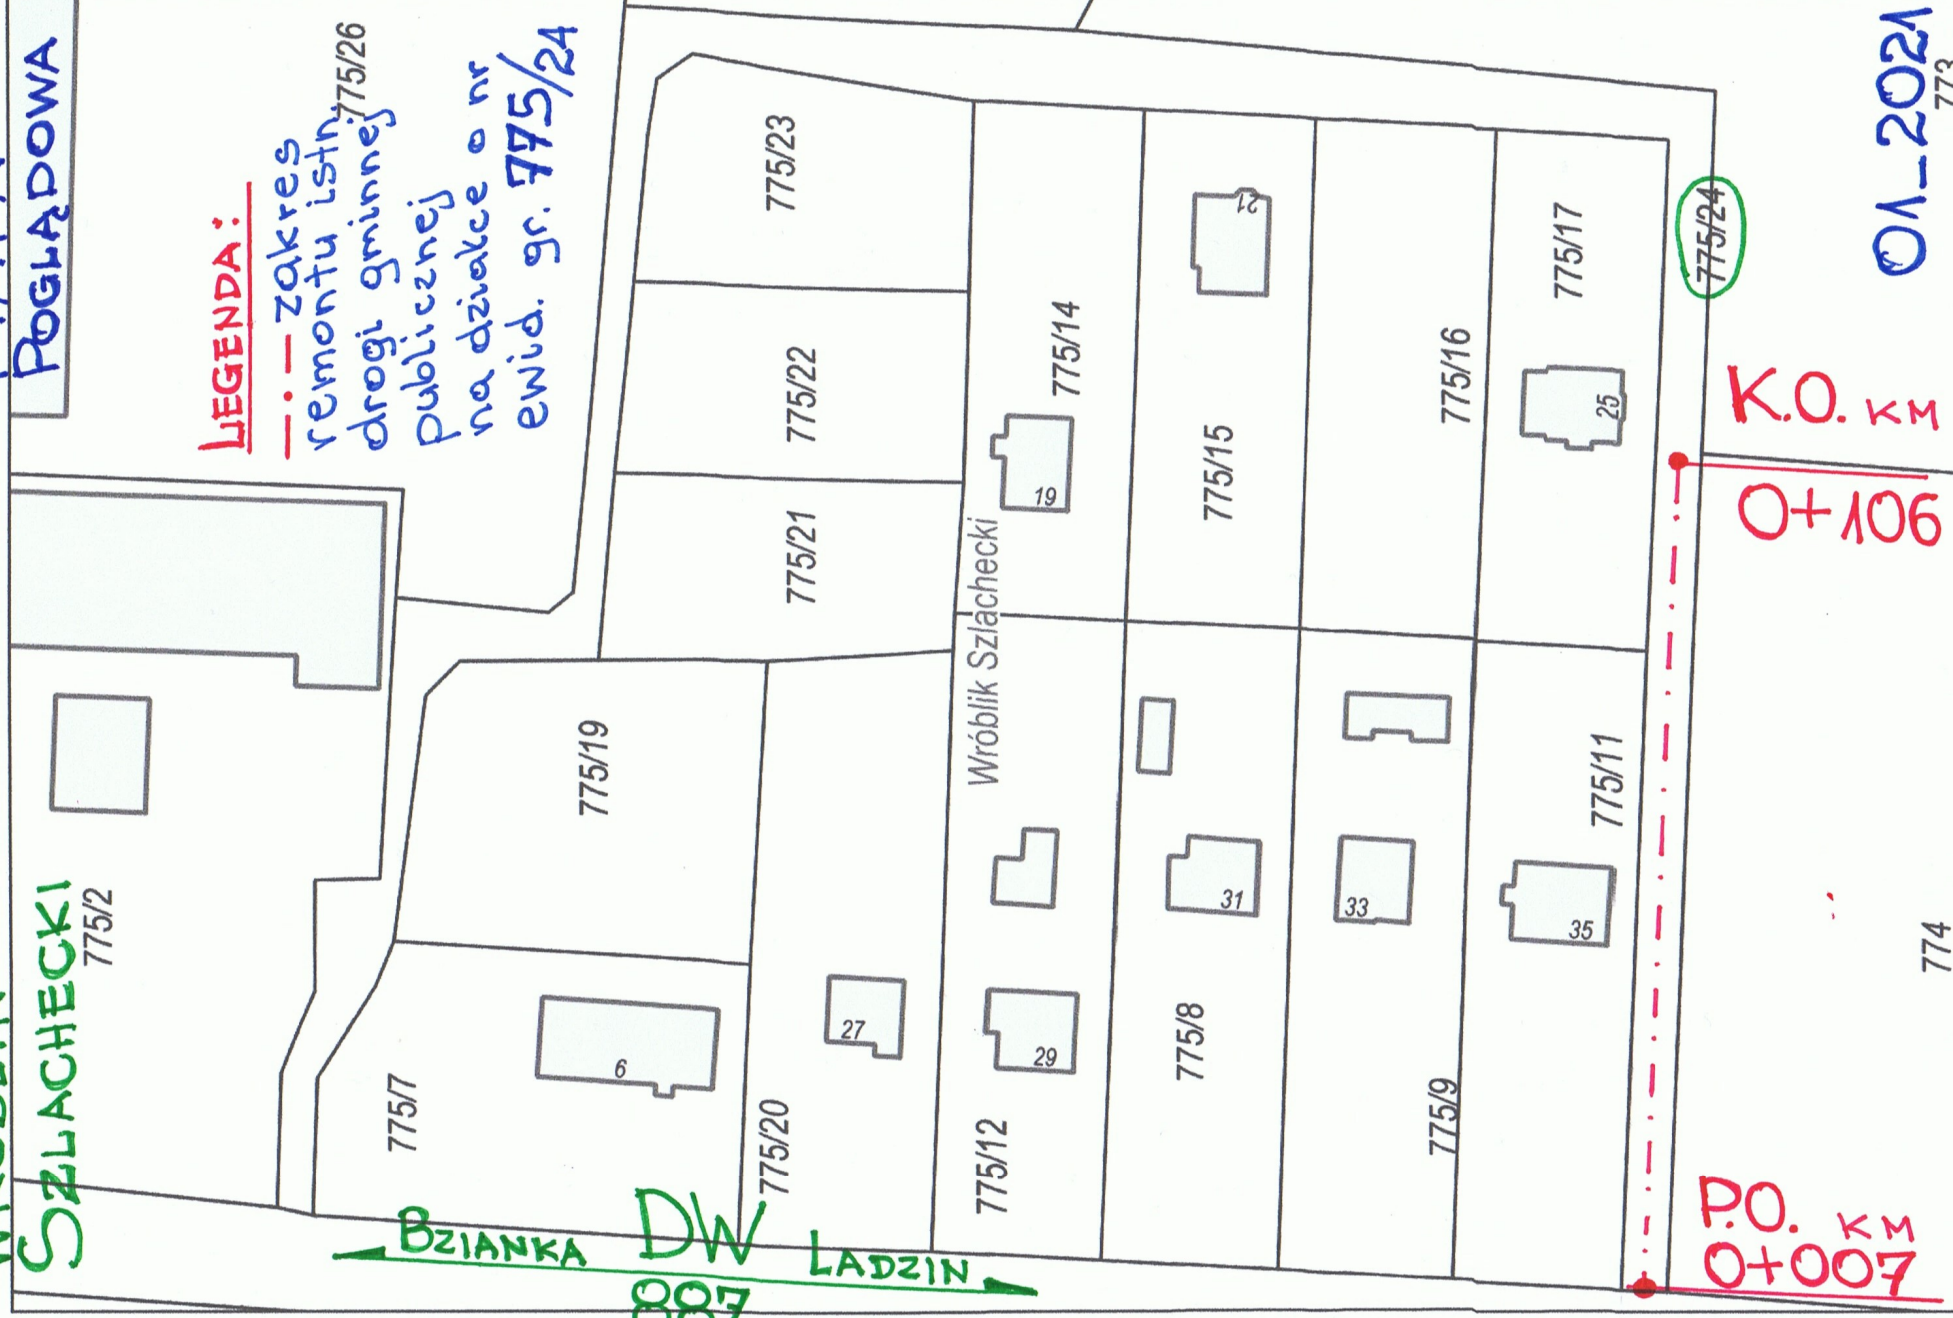 POGLĄDOWA
LEGENDA:
—.— zakres
remontu istn.
drogi gminnej
publicznej
na działce o nr
ewid. gr. 775/24
775/26
01_2021
773
775/23
775/22
775/21
775/14
775/15
775/16
775/17
775/24
21
19
25
K.O. KM
0+106
Wróblik Szlachecki
SZLACHECKI
775/2
775/19
775/7
775/20
775/12
775/8
775/9
775/11
774
6
27
29
31
33
35
BZIANKA DW LADZIN
887
P.O. KM
0+007